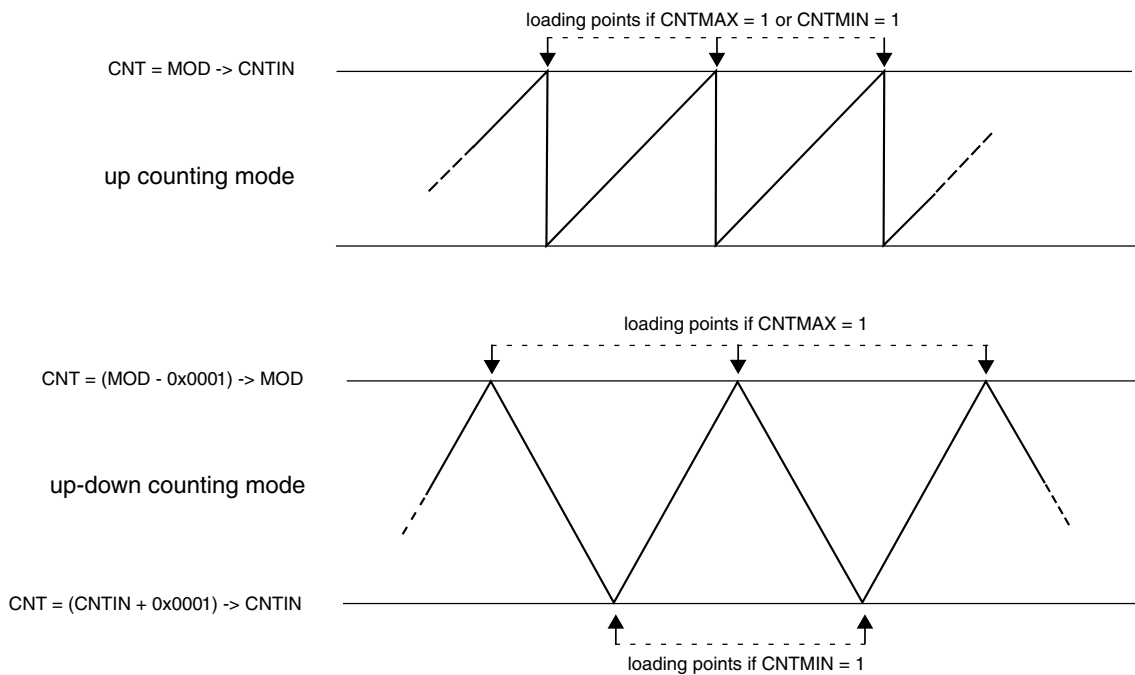 loading points if CNTMAX = 1 or CNTMIN = 1
CNT = MOD -> CNTIN
up counting mode
loading points if CNTMAX = 1
CNT = (MOD - 0x0001) -> MOD
up-down counting mode
CNT = (CNTIN + 0x0001) -> CNTIN
loading points if CNTMIN = 1